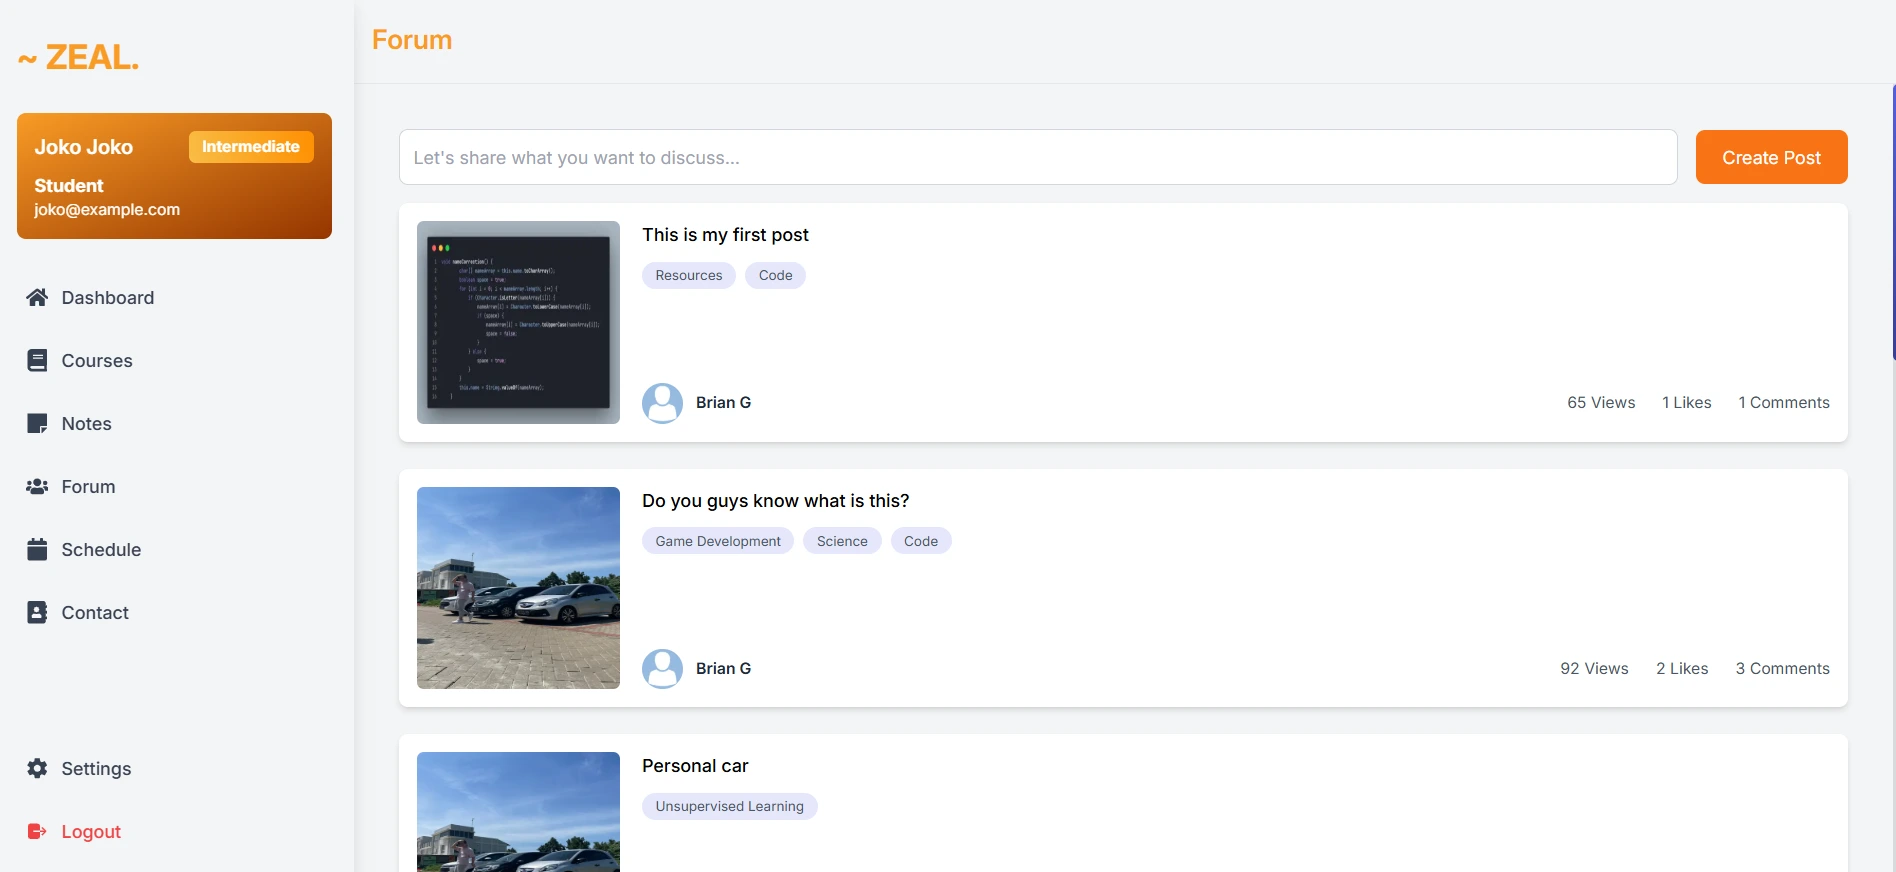 ~ ZEAL.
Joko Joko
Intermediate
Student
joko@example.com
Dashboard
Courses
Notes
Forum
Schedule
Contact
Settings
Logout
Forum
Let's share what you want to discuss...
Create Post
This is my first post
Resources
Code
Brian G
65 Views
1 Likes
1 Comments
Do you guys know what is this?
Game Development
Science
Code
Brian G
92 Views
2 Likes
3 Comments
Personal car
Unsupervised Learning